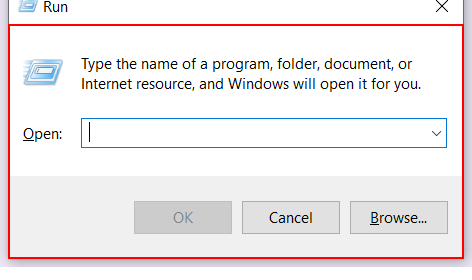 Run
Type the name of a program, folder, document, or
Internet resource, and Windows will open it for you.
Open:
OK
Cancel
Browse...